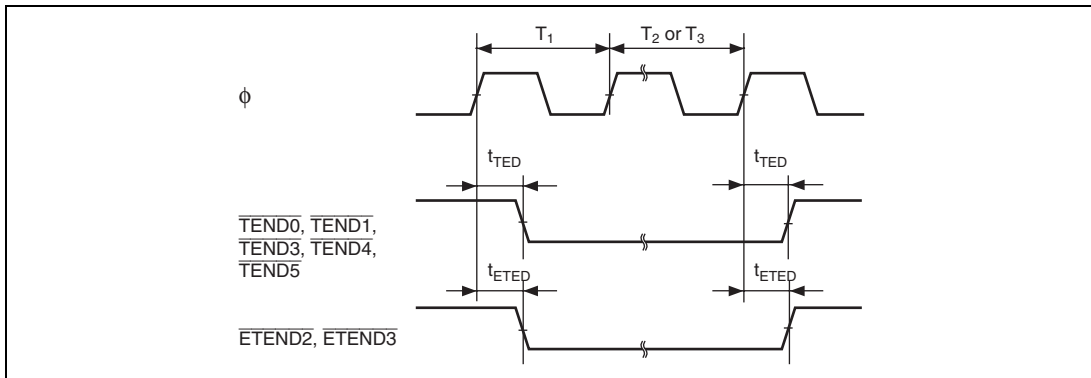 T1
T2 or T3
ϕ
tTED
tTED
TEND0, TEND1,
TEND3, TEND4,
TEND5
tETED
tETED
ETEND2, ETEND3